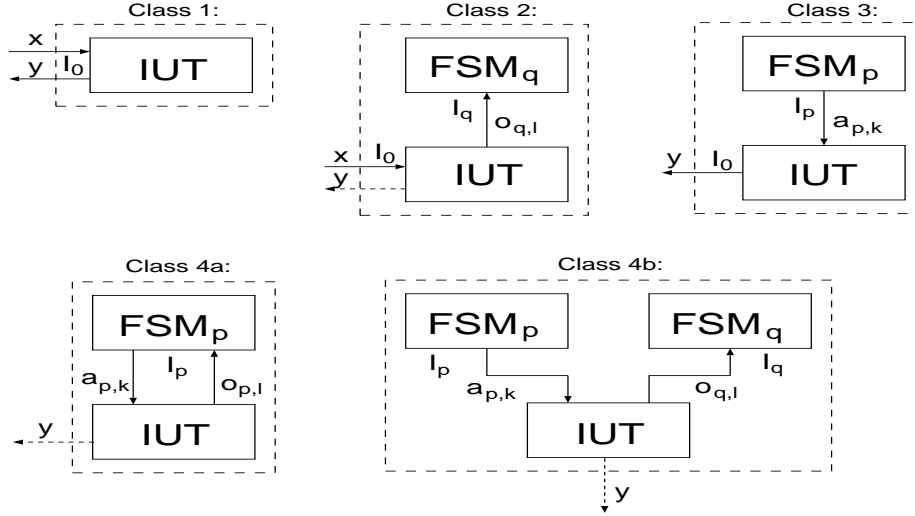 Class 1:
x
y
I0
IUT
Class 2:
FSMq
Iq
oq,l
x
I0
y
IUT
Class 3:
FSMp
Ip
ap,k
y
I0
IUT
Class 4a:
FSMp
ap,k
Ip
op,l
y
IUT
Class 4b:
FSMp
FSMq
Ip
ap,k
oq,l
Iq
IUT
y